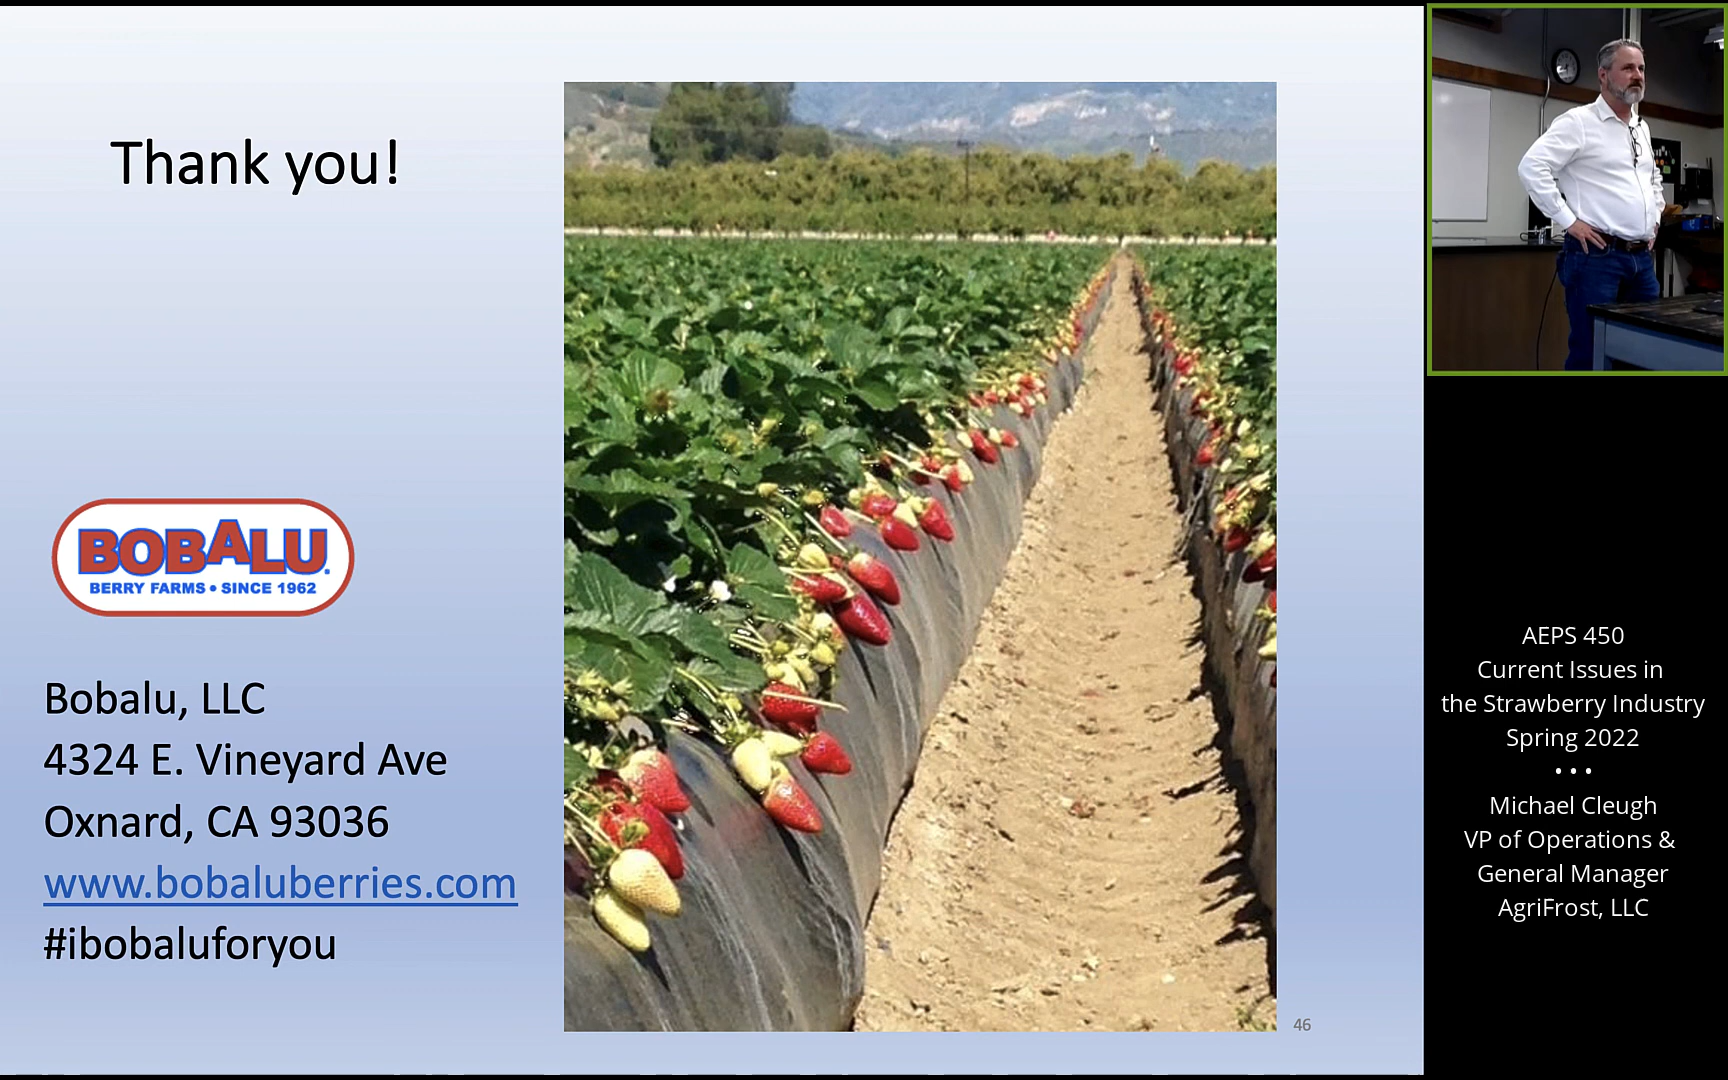 Thank you!
BOBALU.
BERRY FARMS • SINCE 1962
Bobalu, LLC
4324 E. Vineyard Ave
Oxnard, CA 93036
www.bobaluberries.com
#ibobaluforyou
46
AEPS 450
Current Issues in
the Strawberry Industry
Spring 2022
• • •
Michael Cleugh
VP of Operations &
General Manager
AgriFrost, LLC